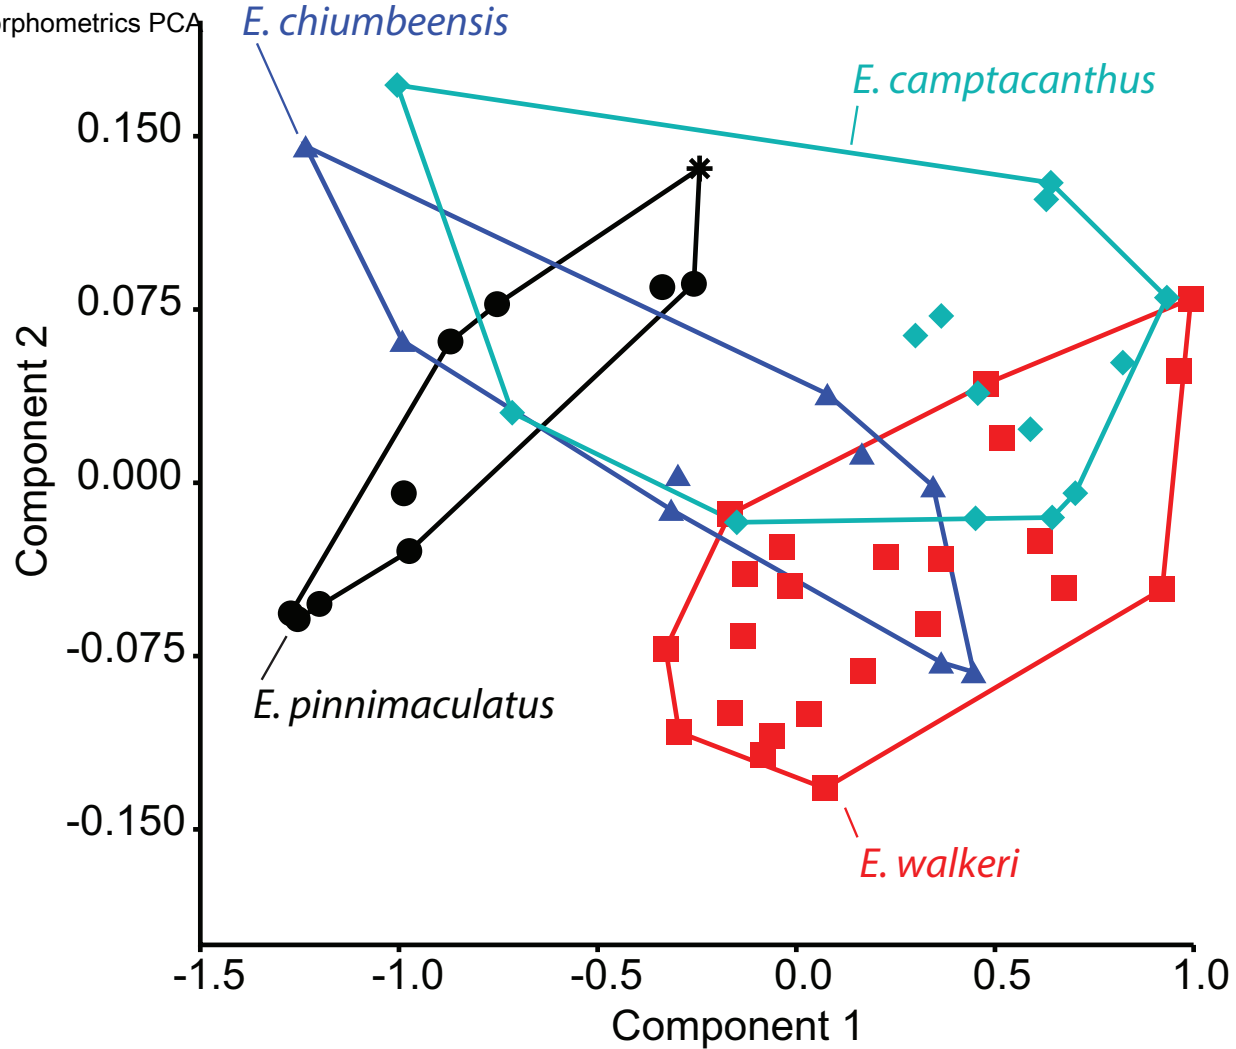 E. chiumbeensis
orphometrics PCA
E. camptacanthus
0.150
0.075
0.000
-0.075
-0.150
Component 2
E. pinnimaculatus
E. walkeri
-1.5 -1.0 -0.5 0.0 0.5 1.0
Component 1